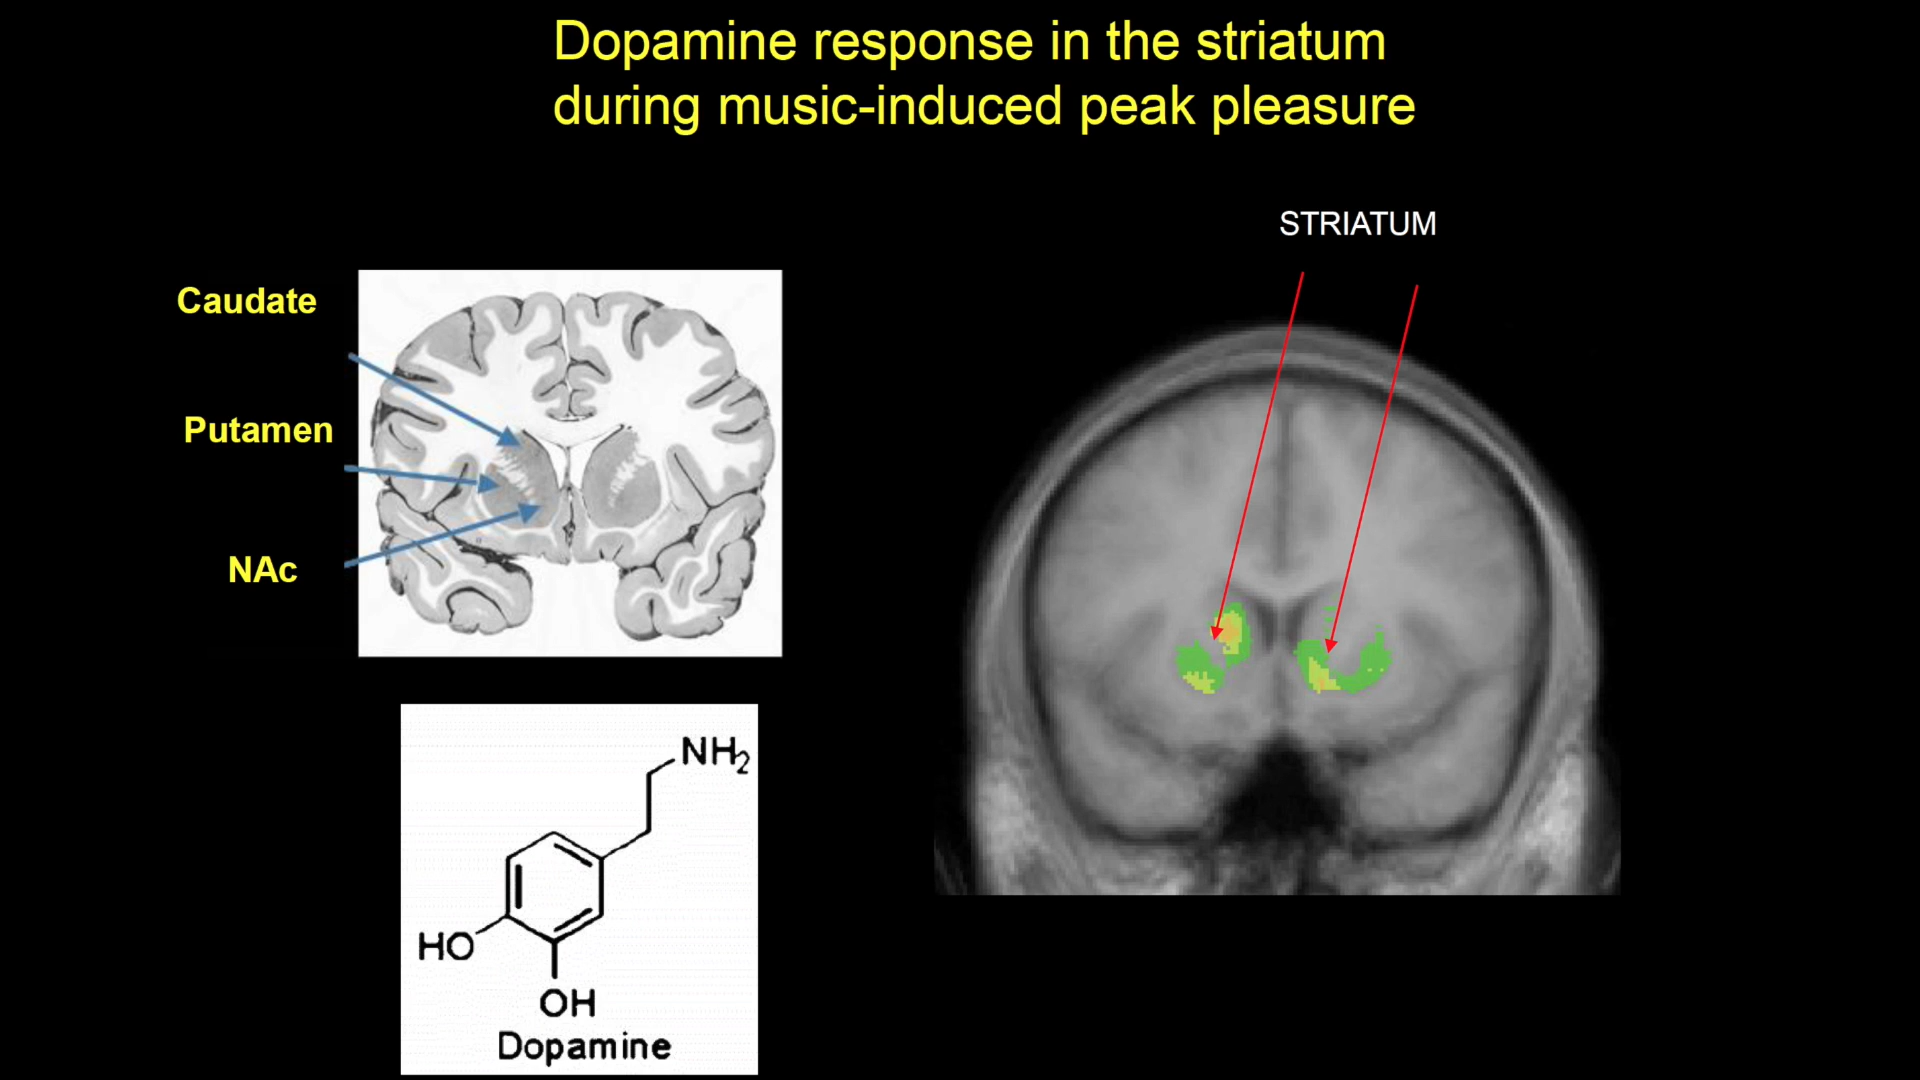 Dopamine response in the striatum
during music-induced peak pleasure
STRIATUM
Caudate
Putamen
NAc
NH₂
HO
OH
Dopamine